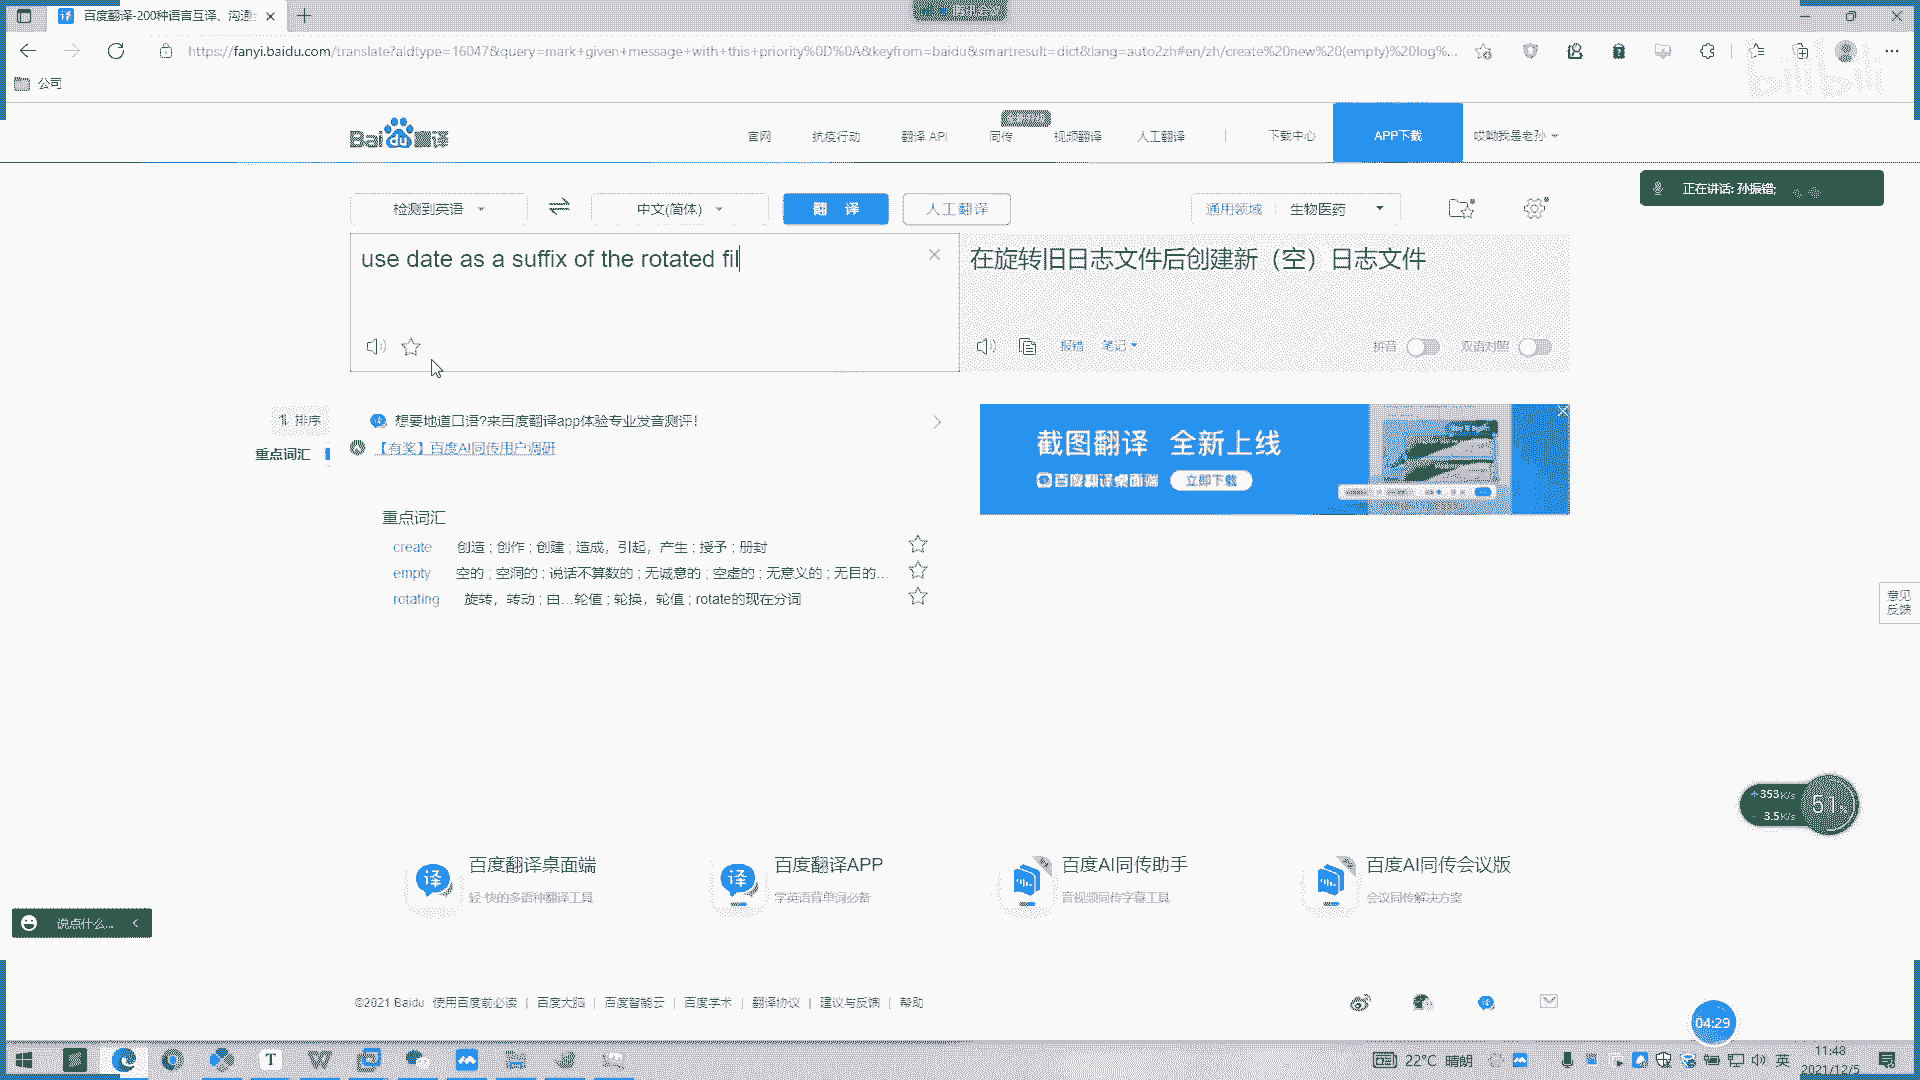 百度翻译-200种语言互译、沟通
https://fanyi.baidu.com/translate?aldtype=16047&query=mark+given+message+with+this+priority%0D%0A&keyfrom=baidu&smartresult=dict&lang=auto2zh#en/zh/create%20new%20(empty)%20log%...
公司
bilibili
Bai du 翻译
官网
抗疫行动
翻译 API
同传
视频翻译
人工翻译
下载中心
APP下载
哎呦我是老孙
正在讲话: 孙振锴;
检测到英语
中文(简体)
翻 译
人工翻译
通用领域
生物医药
use date as a suffix of the rotated fil
在旋转旧日志文件后创建新（空）日志文件
报错
笔记
拼音
双语对照
排序
想要地道口语?来百度翻译app体验专业发音测评!
【有奖】百度AI同传用户调研
重点词汇
截图翻译 全新上线
百度翻译桌面端
立即下载
重点词汇
create 创造 ; 创作 ; 创建 ; 造成，引起，产生 ; 授予 ; 册封
empty 空的 ; 空洞的 ; 说话不算数的 ; 无诚意的 ; 空虚的 ; 无意义的 ; 无目的...
rotating 旋转，转动 ; 由…轮值 ; 轮换，轮值 ; rotate的现在分词
意见
反馈
353K/s
3.5K/s
51
百度翻译桌面端
轻·快的多语种翻译工具
百度翻译APP
学英语背单词必备
百度AI同传助手
音视频同传字幕工具
百度AI同传会议版
会议同传解决方案
说点什么...
©2021 Baidu 使用百度前必读 | 百度大脑 | 百度智能云 | 百度学术 | 翻译协议 | 建议与反馈 | 帮助
04:29
22°C 晴朗
英
11:48
2021/12/5